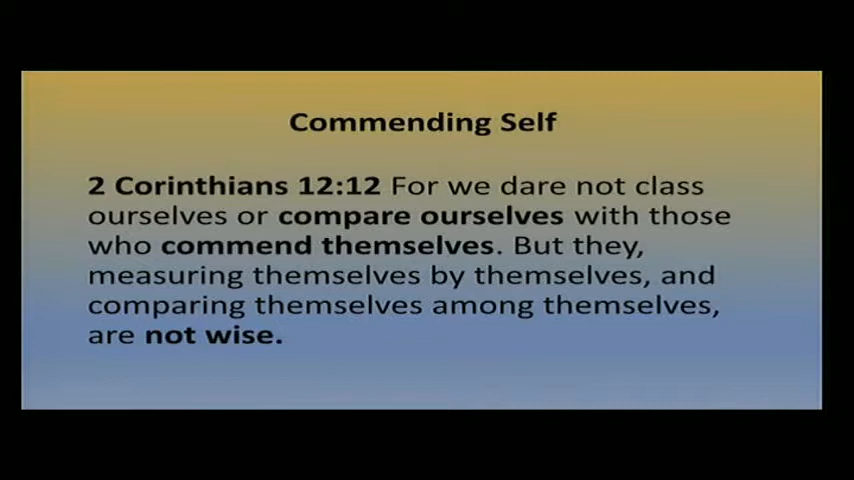 Commending Self
2 Corinthians 12:12 For we dare not class
ourselves or compare ourselves with those
who commend themselves. But they,
measuring themselves by themselves, and
comparing themselves among themselves,
are not wise.